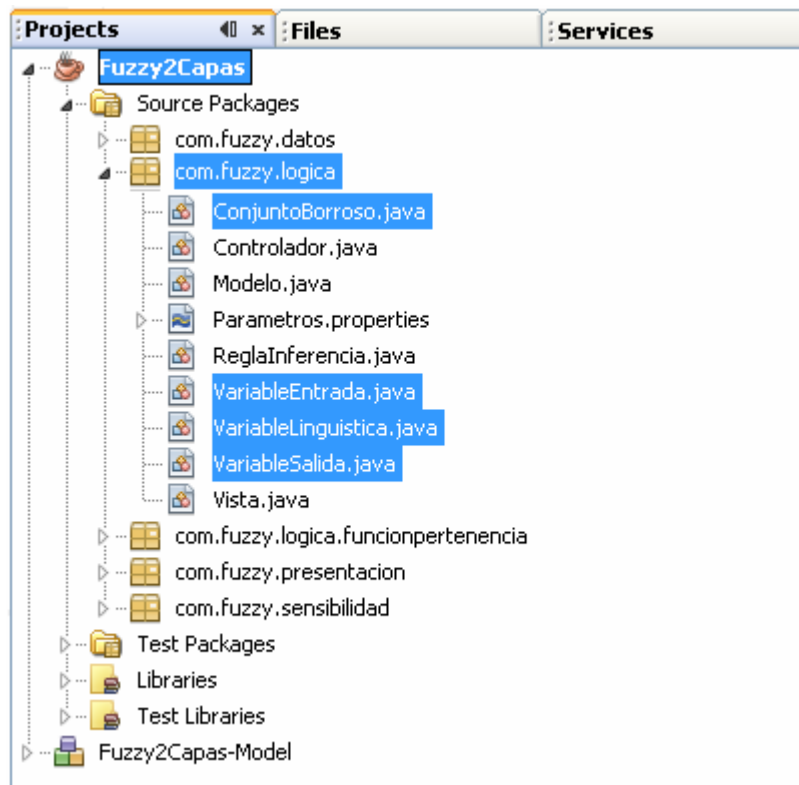 Projects Files Services
Fuzzy2Capas
Source Packages
com.fuzzy.datos
com.fuzzy.logica
ConjuntoBorroso.java
Controlador.java
Modelo.java
Parametros.properties
ReglaInferencia.java
VariableEntrada.java
VariableLinguistica.java
VariableSalida.java
Vista.java
com.fuzzy.logica.funcionpertenencia
com.fuzzy.presentacion
com.fuzzy.sensibilidad
Test Packages
Libraries
Test Libraries
Fuzzy2Capas-Model